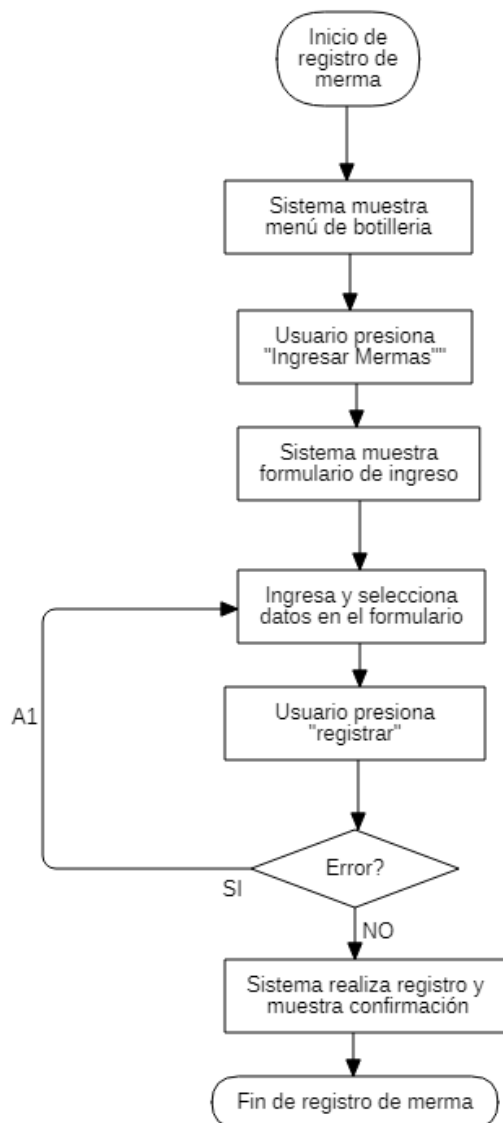 Inicio de
registro de
merma
Sistema muestra
menú de botilleria
Usuario presiona
"Ingresar Mermas""
Sistema muestra
formulario de ingreso
Ingresa y selecciona
datos en el formulario
A1
Usuario presiona
"registrar"
Error?
SI
NO
Sistema realiza registro y
muestra confirmación
Fin de registro de merma